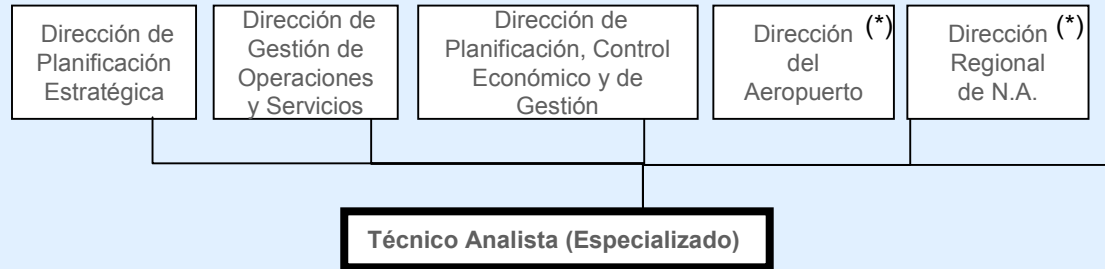 Dirección de
Planificación
Estratégica
Dirección de
Gestión de
Operaciones
y Servicios
Dirección de
Planificación, Control
Económico y de
Gestión
Dirección (*)
del
Aeropuerto
Dirección (*)
Regional
de N.A.
Técnico Analista (Especializado)